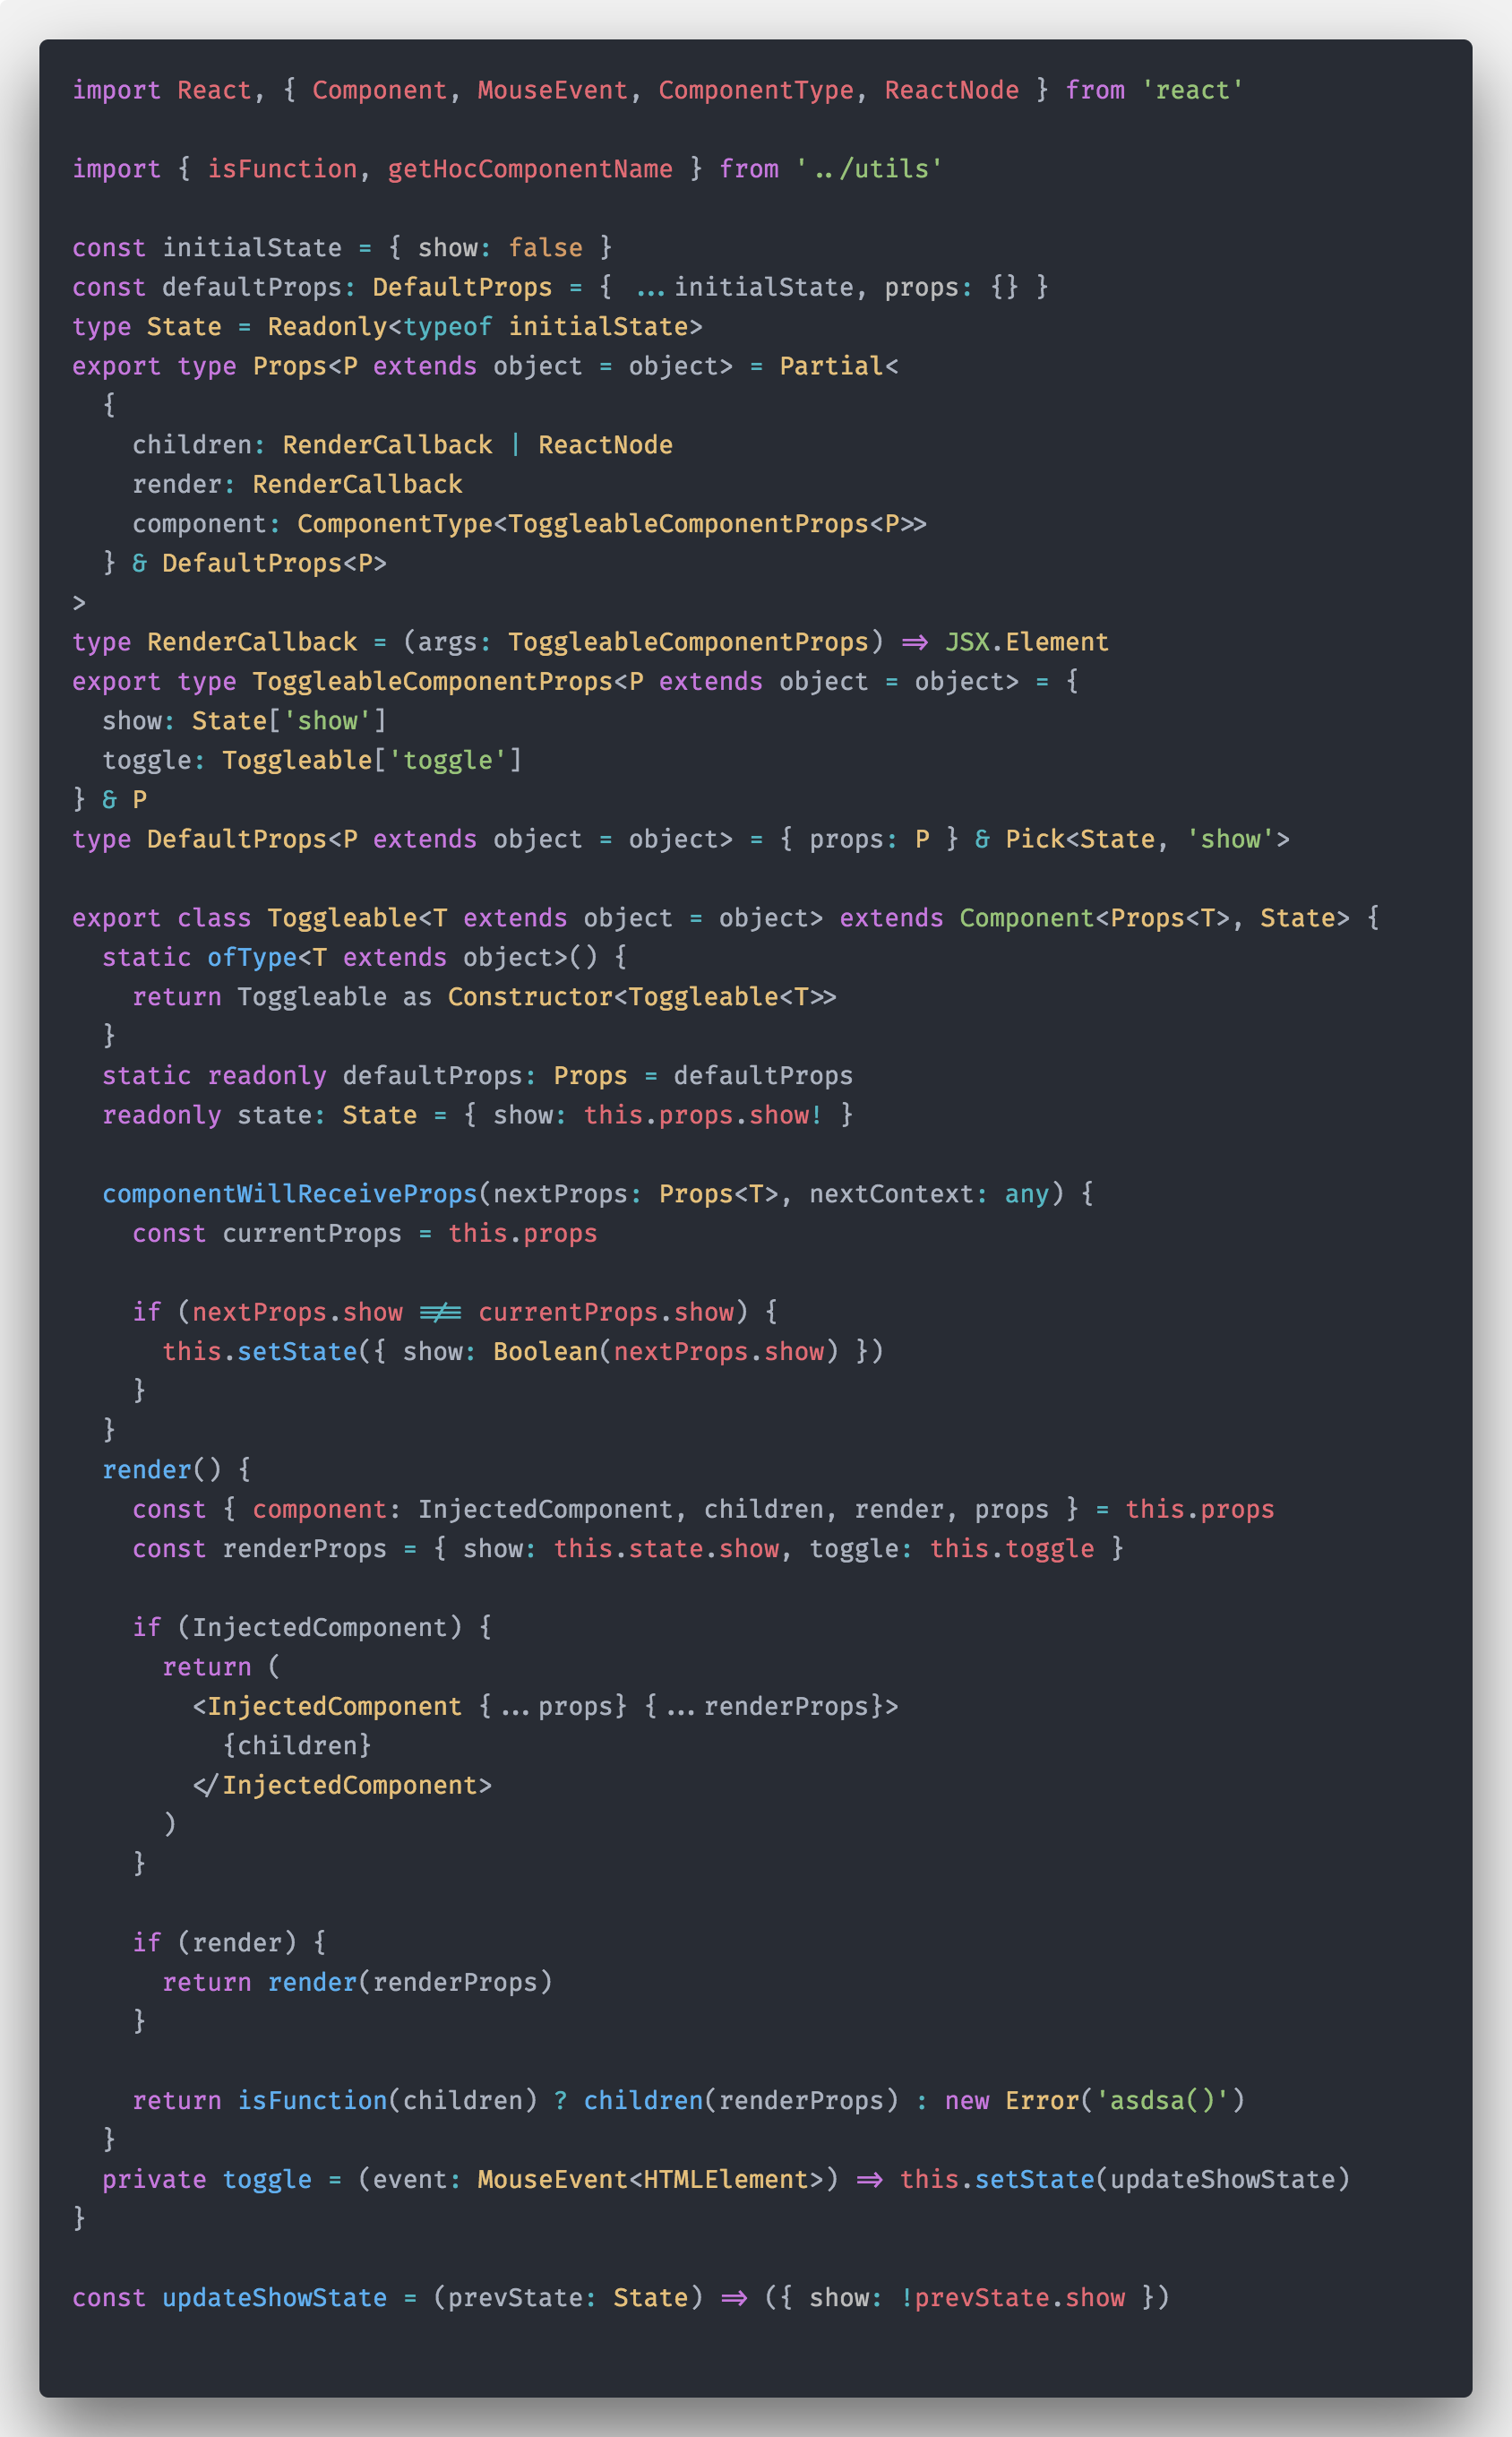 import React, { Component, MouseEvent, ComponentType, ReactNode } from 'react'

import { isFunction, getHocComponentName } from '../utils'

const initialState = { show: false }
const defaultProps: DefaultProps = { ...initialState, props: {} }
type State = Readonly<typeof initialState>
export type Props<P extends object = object> = Partial<
  {
    children: RenderCallback | ReactNode
    render: RenderCallback
    component: ComponentType<ToggleableComponentProps<P>>
  } & DefaultProps<P>
>
type RenderCallback = (args: ToggleableComponentProps) => JSX.Element
export type ToggleableComponentProps<P extends object = object> = {
  show: State['show']
  toggle: Toggleable['toggle']
} & P
type DefaultProps<P extends object = object> = { props: P } & Pick<State, 'show'>

export class Toggleable<T extends object = object> extends Component<Props<T>, State> {
  static ofType<T extends object>() {
    return Toggleable as Constructor<Toggleable<T>>
  }
  static readonly defaultProps: Props = defaultProps
  readonly state: State = { show: this.props.show! }

  componentWillReceiveProps(nextProps: Props<T>, nextContext: any) {
    const currentProps = this.props

    if (nextProps.show !== currentProps.show) {
      this.setState({ show: Boolean(nextProps.show) })
    }
  }
  render() {
    const { component: InjectedComponent, children, render, props } = this.props
    const renderProps = { show: this.state.show, toggle: this.toggle }

    if (InjectedComponent) {
      return (
        <InjectedComponent {...props} {...renderProps}>
          {children}
        </InjectedComponent>
      )
    }

    if (render) {
      return render(renderProps)
    }

    return isFunction(children) ? children(renderProps) : new Error('asdsa()')
  }
  private toggle = (event: MouseEvent<HTMLElement>) => this.setState(updateShowState)
}

const updateShowState = (prevState: State) => ({ show: !prevState.show })